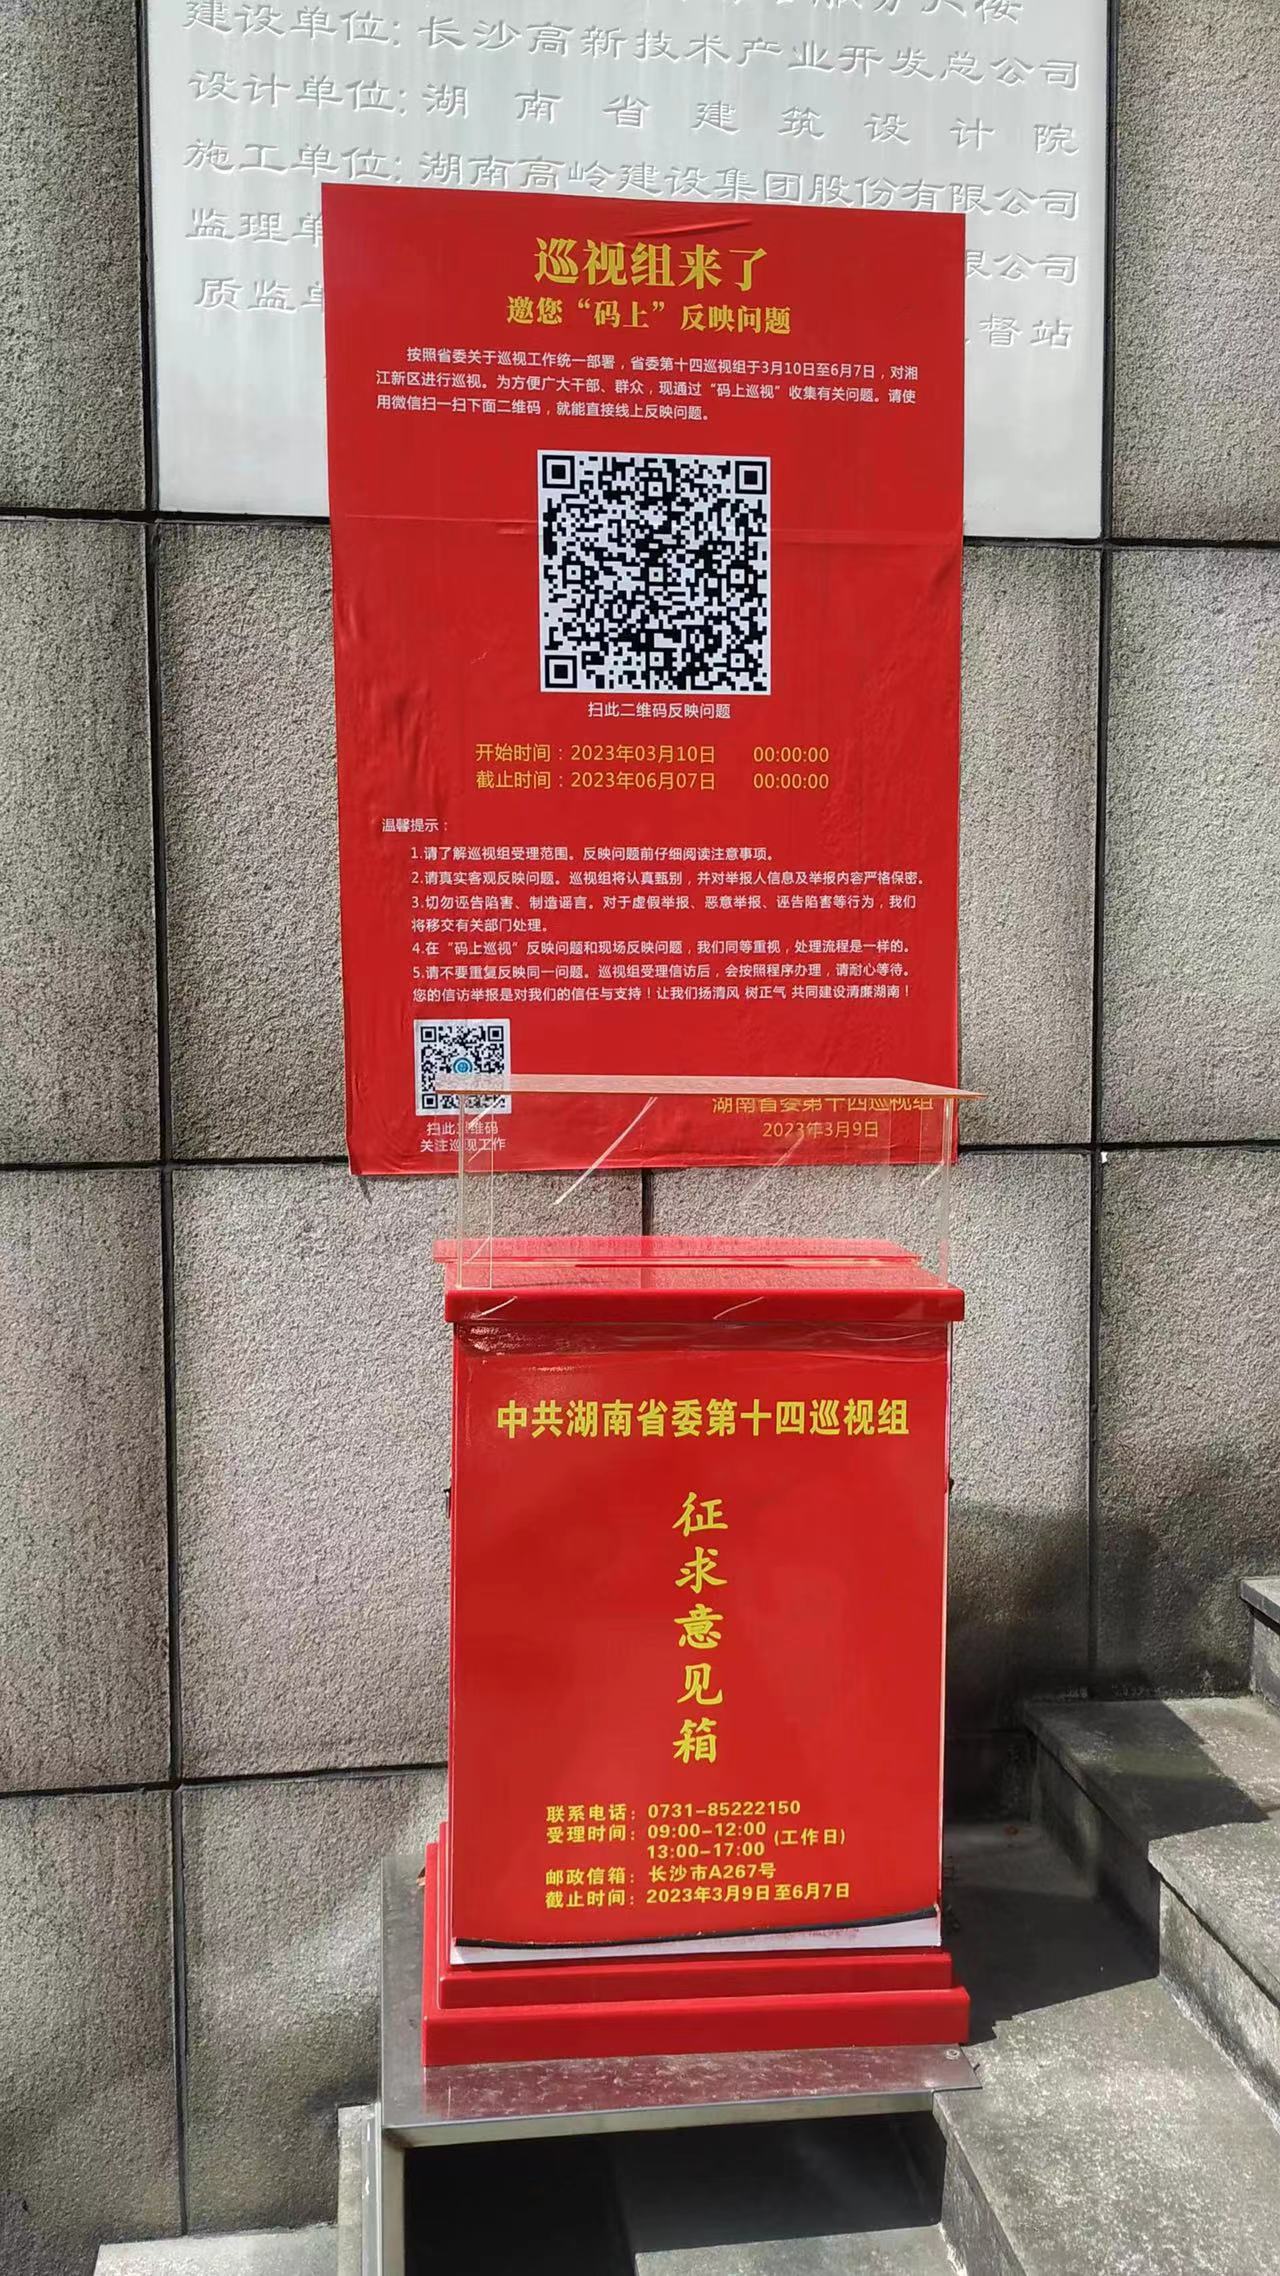 服务大楼
建设单位:长沙高新技术产业开发总公司
设计单位:湖南省建筑设计院
施工单位:湖南高岭建设集团股份有限公司
监理单
限公司
质监单
督站
巡视组来了
邀您“码上”反映问题
按照省委关于巡视工作统一部署，省委第十四巡视组于3月10日至6月7日，对湘
江新区进行巡视。为方便广大干部、群众，现通过“码上巡视”收集有关问题。请使
用微信扫一扫下面二维码，就能直接线上反映问题。
扫此二维码反映问题
开始时间：2023年03月10日 00:00:00
截止时间：2023年06月07日 00:00:00
温馨提示：
1.请了解巡视组受理范围。反映问题前仔细阅读注意事项。
2.请真实客观反映问题。巡视组将认真甄别，并对举报人信息及举报内容严格保密。
3.切勿诬告陷害、制造谣言。对于虚假举报、恶意举报、诬告陷害等行为，我们
将移交有关部门处理。
4.在“码上巡视”反映问题和现场反映问题，我们同等重视，处理流程是一样的。
5.请不要重复反映同一问题。巡视组受理信访后，会按照程序办理，请耐心等待。
您的信访举报是对我们的信任与支持！让我们扬清风 树正气 共同建设清廉湖南！
扫此二维码
关注巡视工作
湖南省委第十四巡视组
2023年3月9日
中共湖南省委第十四巡视组
征求意见箱
联系电话：0731-85222150
受理时间：09:00-12:00 (工作日)
13:00-17:00
邮政信箱：长沙市A267号
截止时间：2023年3月9日至6月7日